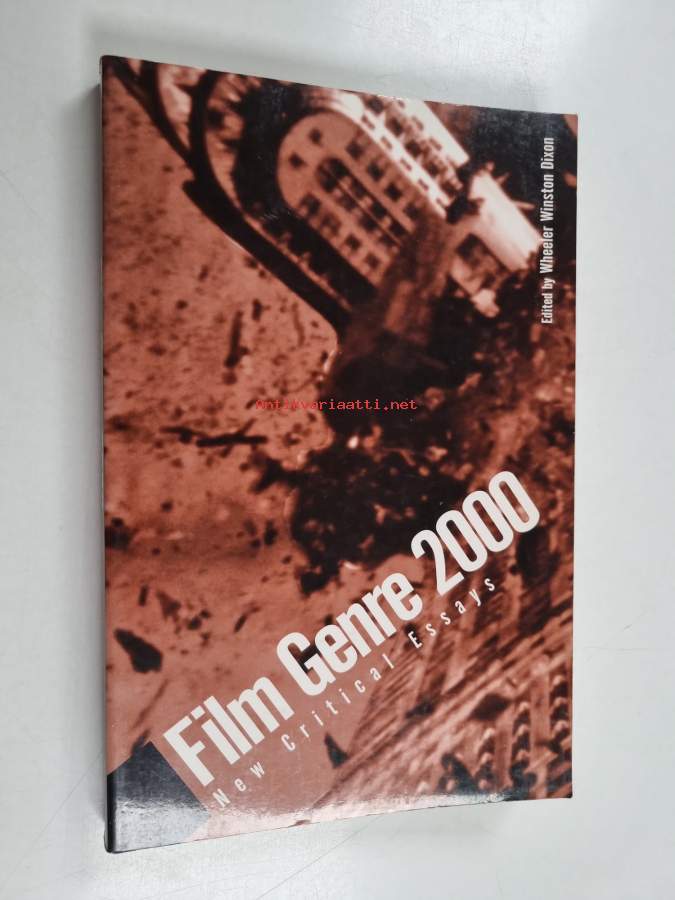 Edited by Wheeler Winston Dixon
antikvariaatti.net
Film Genre 2000
New Critical Essays